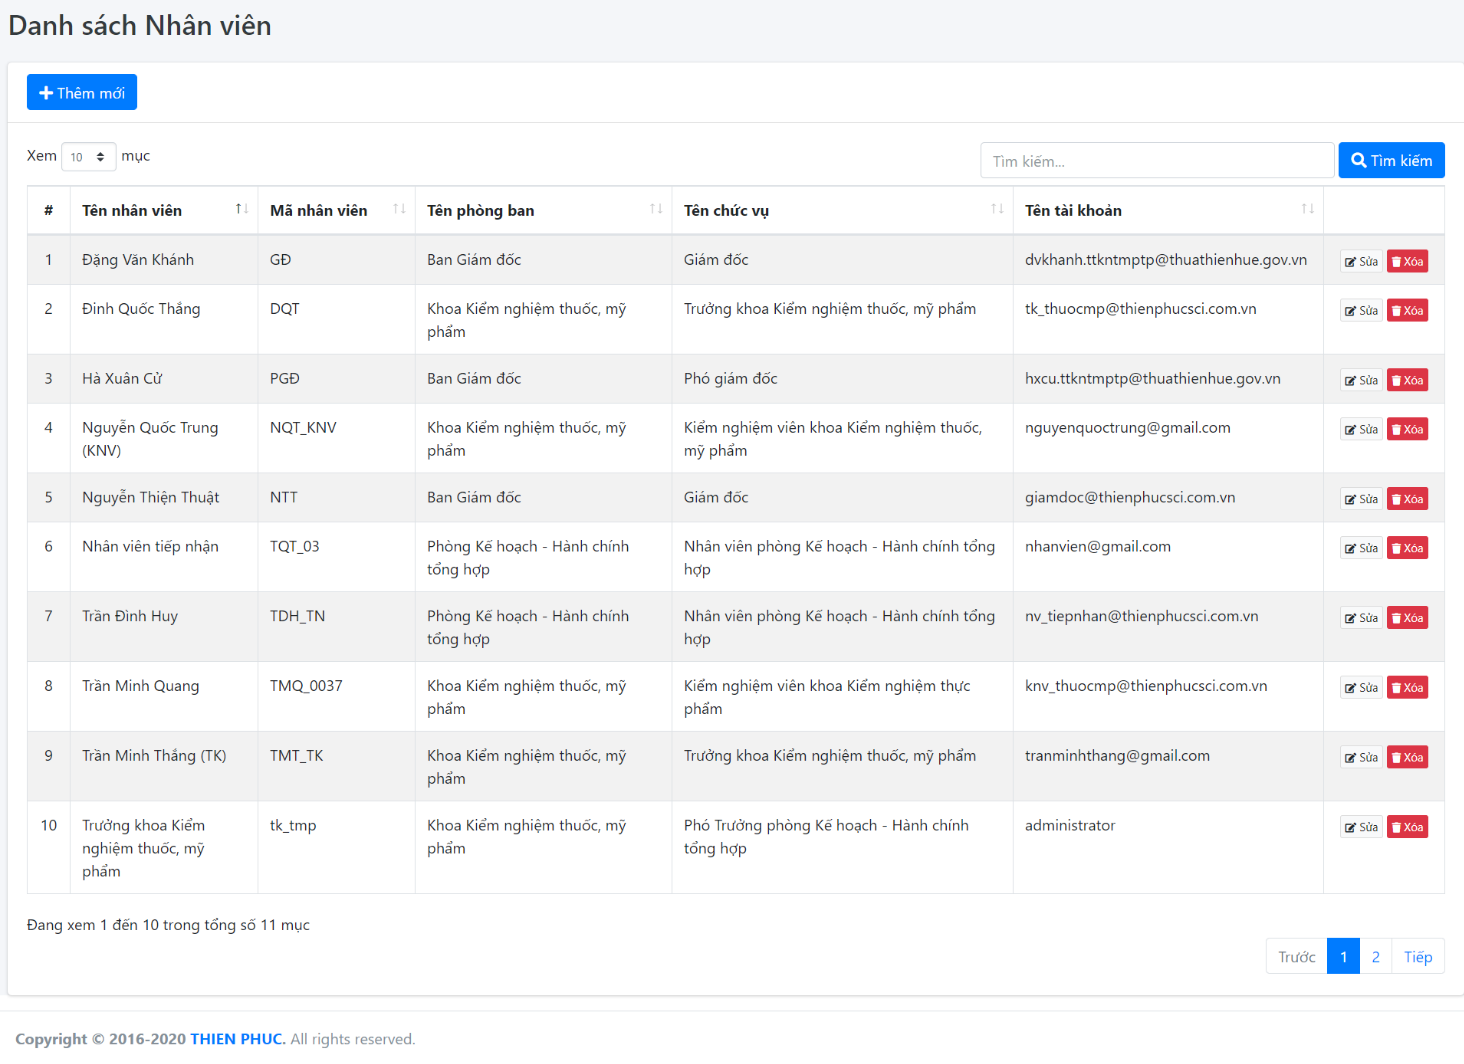 Danh sách Nhân viên
Thêm mới
Xem 10 mục
Tìm kiếm... Tìm kiếm
# Tên nhân viên Mã nhân viên Tên phòng ban Tên chức vụ Tên tài khoản
1 Đặng Văn Khánh GĐ Ban Giám đốc Giám đốc dvkhanh.ttkntmptp@thuathienhue.gov.vn Sửa Xóa
2 Đinh Quốc Thắng DQT Khoa Kiểm nghiệm thuốc, mỹ Trưởng khoa Kiểm nghiệm thuốc, mỹ phẩm tk_thuocmp@thienphucsci.com.vn Sửa Xóa
phẩm
3 Hà Xuân Cử PGĐ Ban Giám đốc Phó giám đốc hxcu.ttkntmptp@thuathienhue.gov.vn Sửa Xóa
4 Nguyễn Quốc Trung NQT_KNV Khoa Kiểm nghiệm thuốc, mỹ Kiểm nghiệm viên khoa Kiểm nghiệm thuốc, nguyenquoctrung@gmail.com Sửa Xóa
(KNV) phẩm mỹ phẩm
5 Nguyễn Thiện Thuật NTT Ban Giám đốc Giám đốc giamdoc@thienphucsci.com.vn Sửa Xóa
6 Nhân viên tiếp nhận TQT_03 Phòng Kế hoạch - Hành chính Nhân viên phòng Kế hoạch - Hành chính tổng nhanvien@gmail.com Sửa Xóa
tổng hợp hợp
7 Trần Đình Huy TDH_TN Phòng Kế hoạch - Hành chính Nhân viên phòng Kế hoạch - Hành chính tổng nv_tiepnhan@thienphucsci.com.vn Sửa Xóa
tổng hợp hợp
8 Trần Minh Quang TMQ_0037 Khoa Kiểm nghiệm thuốc, mỹ Kiểm nghiệm viên khoa Kiểm nghiệm thực knv_thuocmp@thienphucsci.com.vn Sửa Xóa
phẩm phẩm
9 Trần Minh Thắng (TK) TMT_TK Khoa Kiểm nghiệm thuốc, mỹ Trưởng khoa Kiểm nghiệm thuốc, mỹ phẩm tranminhthang@gmail.com Sửa Xóa
phẩm
10 Trưởng khoa Kiểm tk_tmp Khoa Kiểm nghiệm thuốc, mỹ Phó Trưởng phòng Kế hoạch - Hành chính administrator Sửa Xóa
nghiệm thuốc, mỹ phẩm tổng hợp
phẩm
Đang xem 1 đến 10 trong tổng số 11 mục
Trước 1 2 Tiếp
Copyright © 2016-2020 THIEN PHUC. All rights reserved.